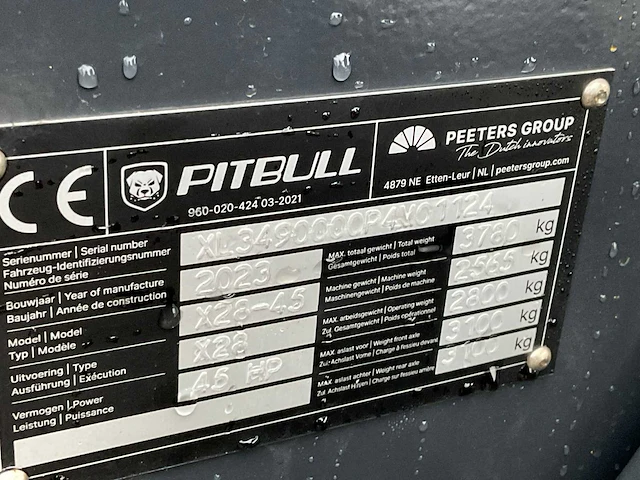 CE
PITBULL
960-020-424 03-2021
PEETERS GROUP
The Dutch innovators
4879 NE Etten-Leur | NL | peetersgroup.com
Serienummer | Serial number
Fahrzeug-Identifizierungsnummer
Numéro de série
Bouwjaar | Year of manufacture
Baujahr | Année de construction
2023
Model | Model
Typ | Modèle
X28-45
Uitvoering | Type
Ausführung | Exécution
X28
Vermogen | Power
Leistung | Puissance
45 HP
MAX. totaal gewicht | Total weight
Gesamtgewicht | Poids total
3780 kg
Machine gewicht | Machine weight
Maschinengewicht | Poids de machine
2565 kg
MAX. arbeidsgewicht | Operating weight
Zul. Gesamtgewicht | Poids opérationnel
2800 kg
MAX. aslast voor | Weight front axle
Zul. Achslast Vorne | Charge à l'essieu devant
3100 kg
MAX. aslast achter | Weight rear axle
Zul. Achslast Hinten | Charge sur l'essieu arrière
3100 kg